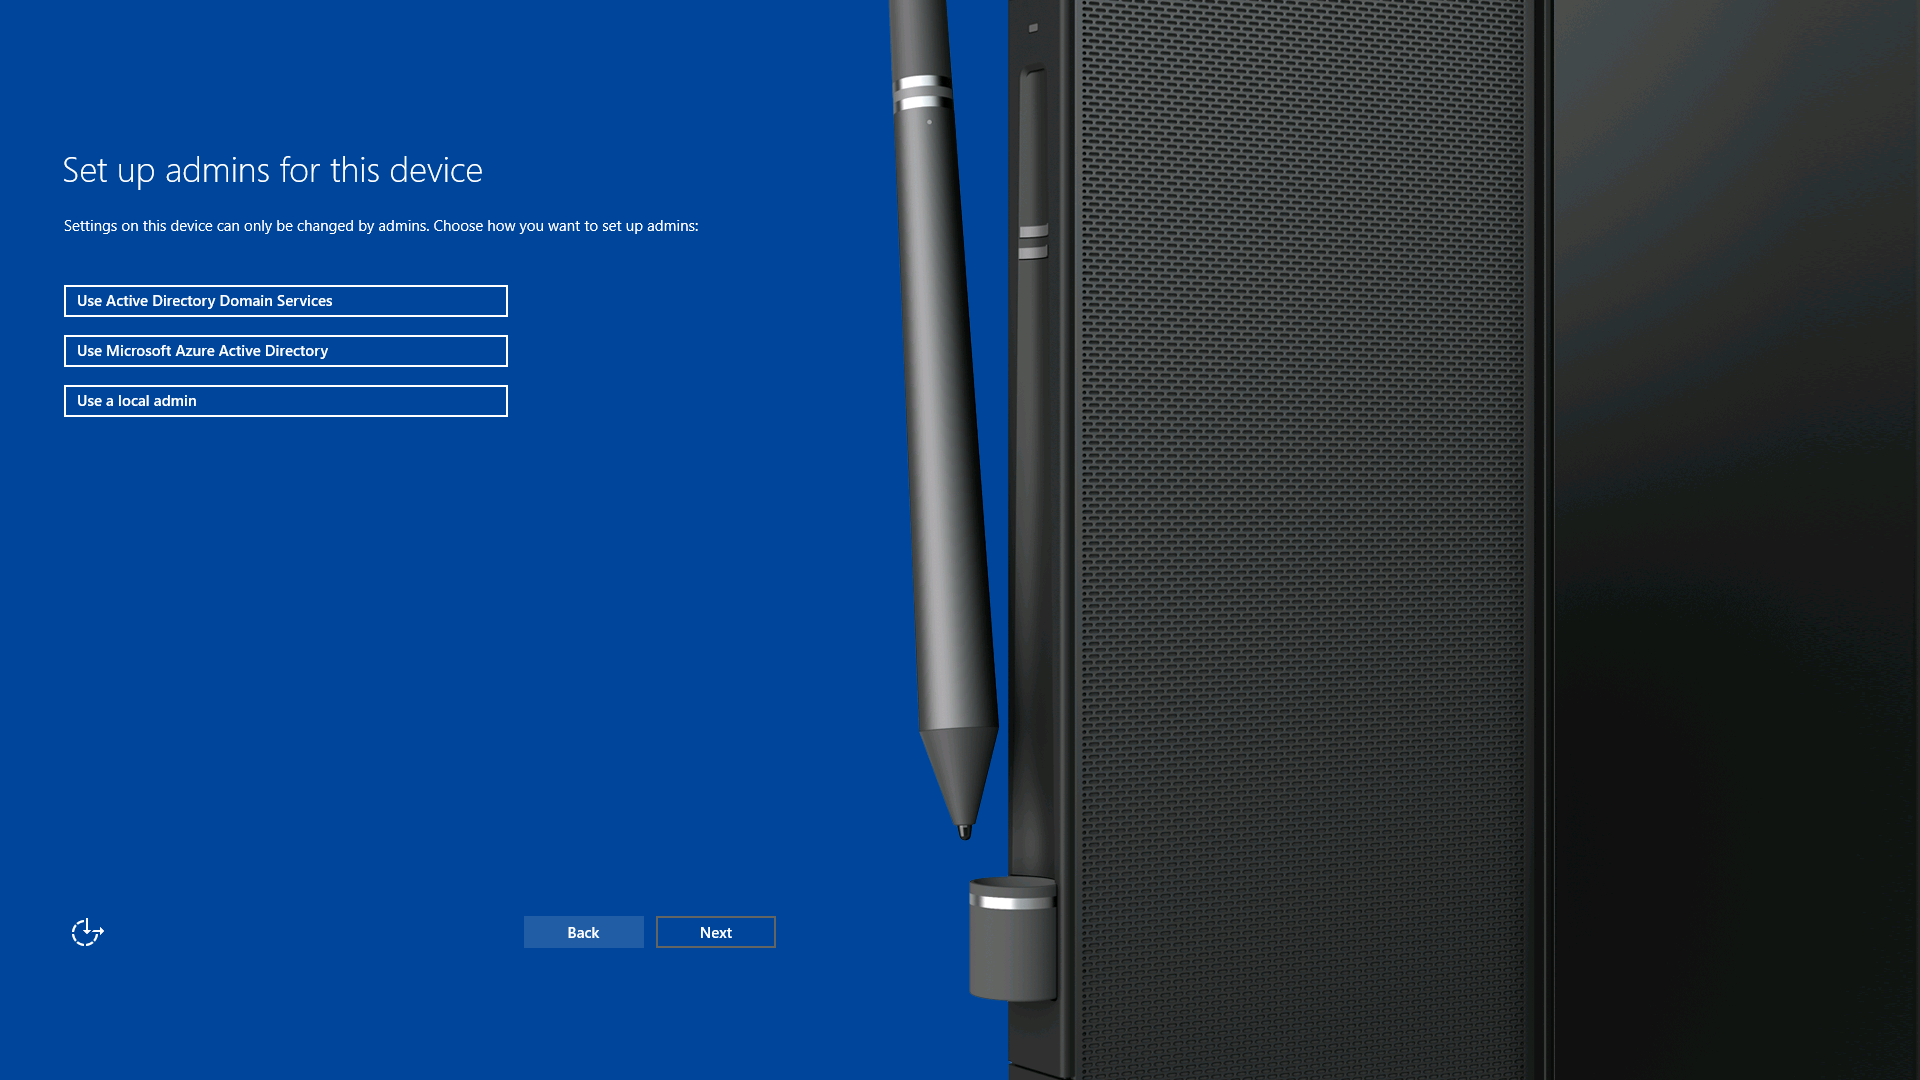 Set up admins for this device
Settings on this device can only be changed by admins. Choose how you want to set up admins:
Use Active Directory Domain Services
Use Microsoft Azure Active Directory
Use a local admin
Back
Next